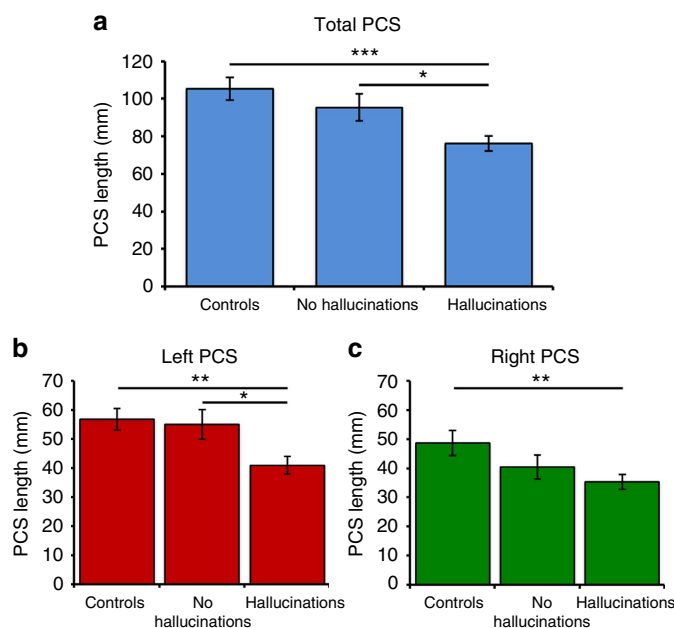 a
Total PCS
***
*
PCS length (mm)
120
100
80
60
40
20
0
Controls
No hallucinations
Hallucinations
b
Left PCS
**
*
PCS length (mm)
70
60
50
40
30
20
10
0
Controls
No
hallucinations
Hallucinations
c
Right PCS
**
PCS length (mm)
70
60
50
40
30
20
10
0
Controls
No
hallucinations
Hallucinations